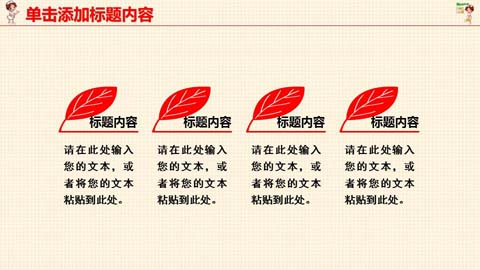 单击添加标题内容
标题内容 标题内容 标题内容 标题内容
请在此处输入
您的文本，或
者将您的文本
粘贴到此处。
请在此处输入
您的文本，或
者将您的文本
粘贴到此处。
请在此处输入
您的文本，或
者将您的文本
粘贴到此处。
请在此处输入
您的文本，或
者将您的文本
粘贴到此处。